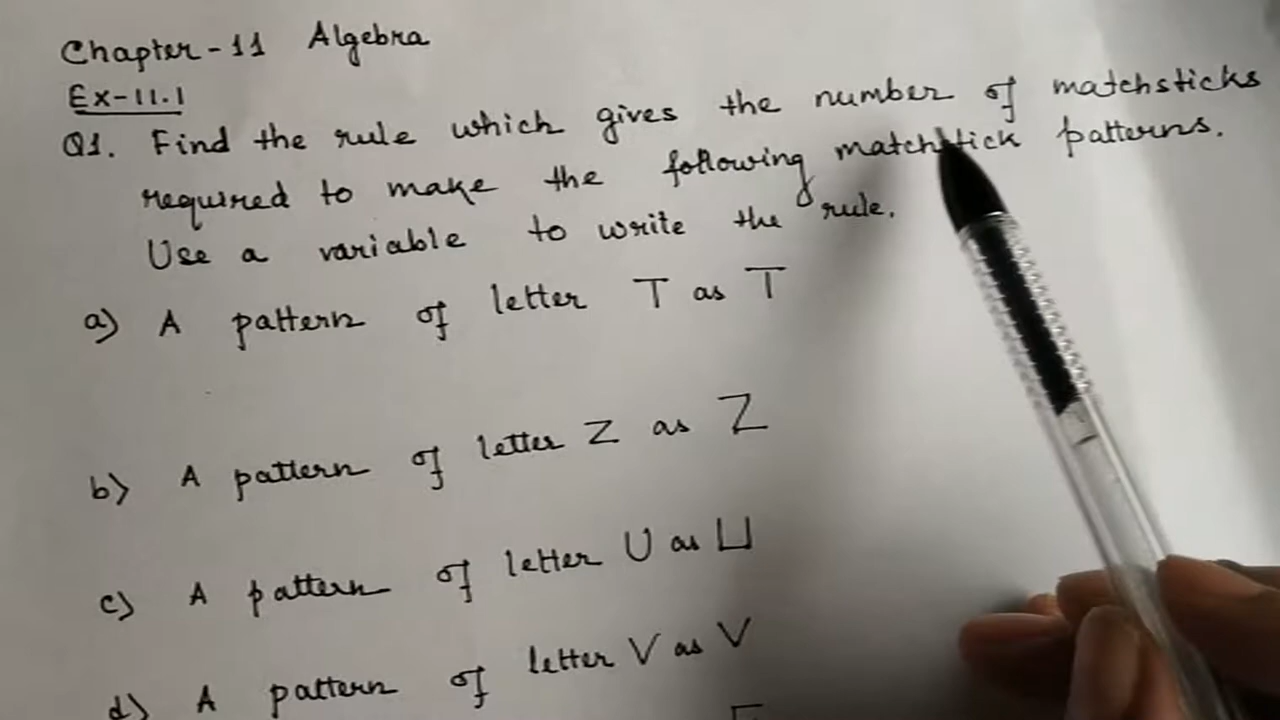 Chapter-11 Algebra
Ex-11.1
Q1. Find the rule which gives the number of matchsticks
required to make the following matchstick patterns.
Use a variable to write the rule.
a) A pattern of letter T as T
b) A pattern of letter Z as Z
c) A pattern of letter U as U
d) A pattern of letter V as V